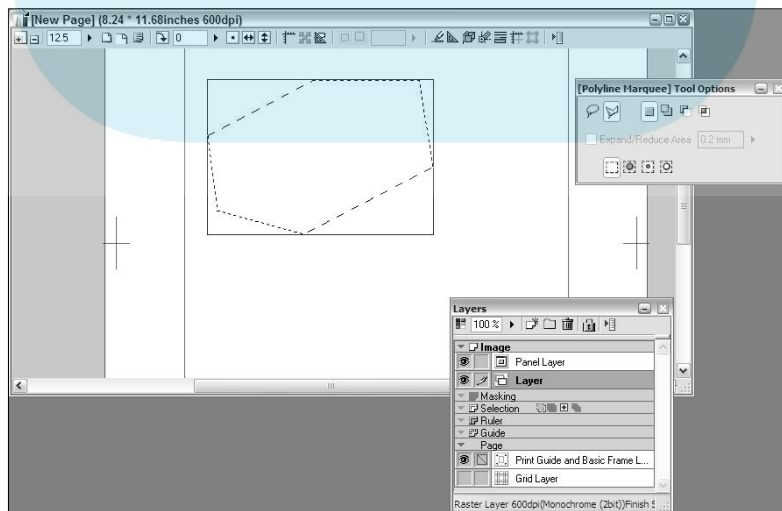 [New Page] (8.24 * 11.68inches 600dpi)
12.5
0
[Polyline Marquee] Tool Options
Expand/Reduce Area 0.2 mm
Layers
100 %
Image
Panel Layer
Layer
Masking
Selection
Ruler
Guide
Page
Print Guide and Basic Frame L...
Grid Layer
Raster Layer 600dpi(Monochrome (2bit))Finish S